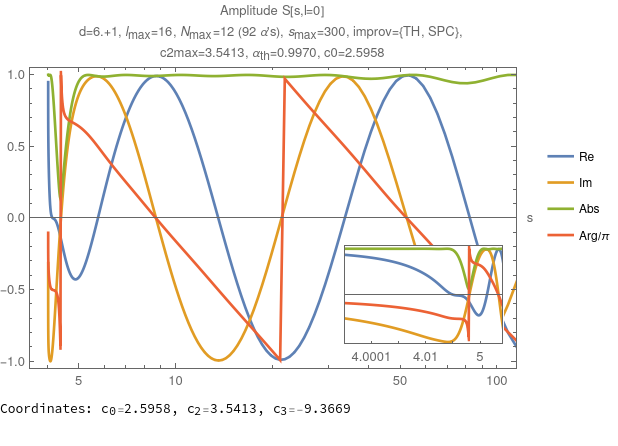 Amplitude S[s,l=0]
d=6.+1, lmax=16, Nmax=12 (92 α's), smax=300, improv={TH, SPC},
c2max=3.5413, αth=0.9970, c0=2.5958
1.0
0.5
0.0
−0.5
−1.0
5
10
50
100
s
4.0001
4.01
5
Re
Im
Abs
Arg/π
Coordinates: c0=2.5958, c2=3.5413, c3=-9.3669